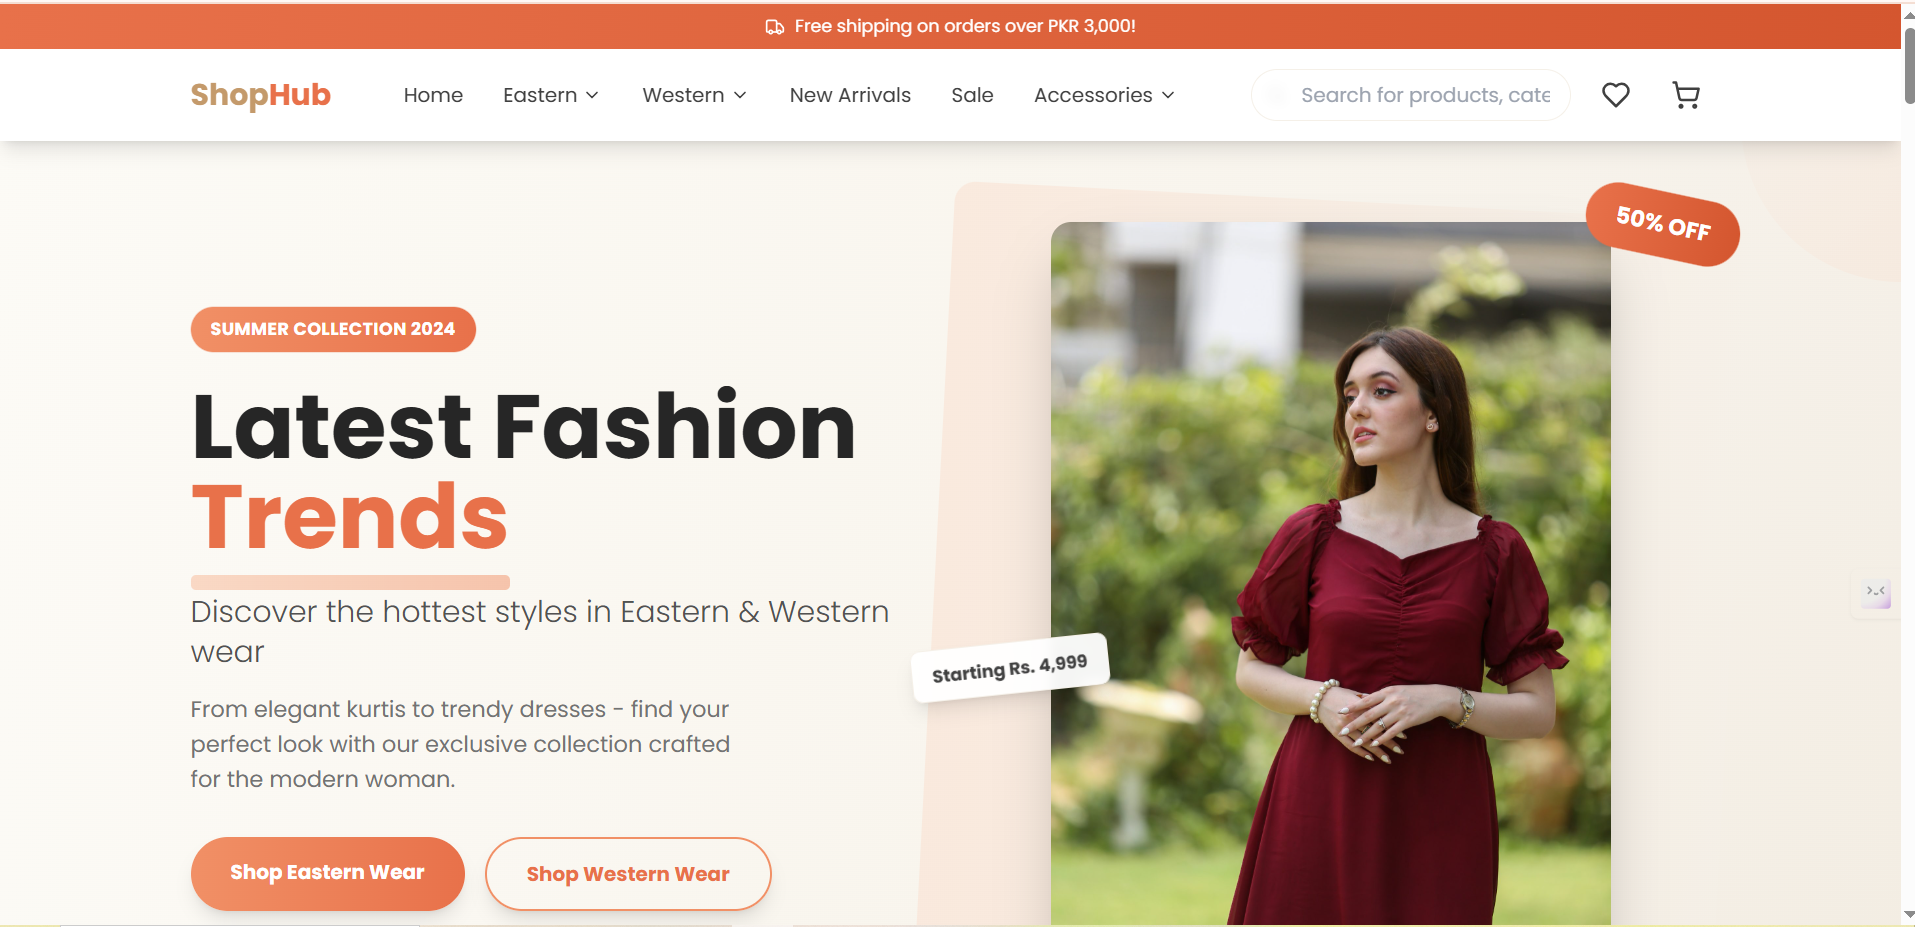 Free shipping on orders over PKR 3,000!
ShopHub
Home
Eastern
Western
New Arrivals
Sale
Accessories
Search for products, cate
50% OFF
SUMMER COLLECTION 2024
Latest Fashion
Trends
Discover the hottest styles in Eastern & Western
wear
Starting Rs. 4,999
From elegant kurtis to trendy dresses - find your
perfect look with our exclusive collection crafted
for the modern woman.
Shop Eastern Wear
Shop Western Wear